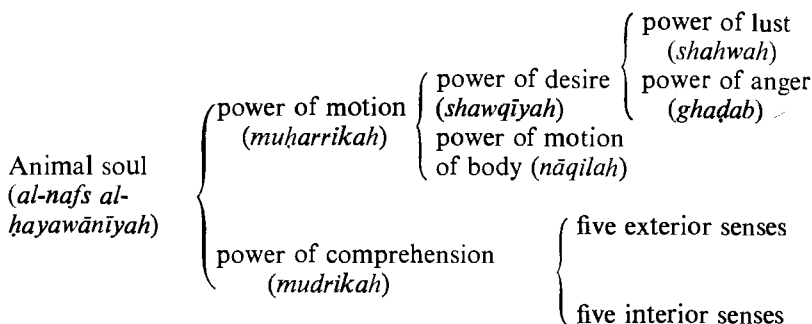 power of lust
(shahwah)
power of desire
power of anger
(shawqīyah)
(ghaḍab)
power of motion
(muḥarrikah)
power of motion
of body (nāqilah)
Animal soul
(al-nafs al-
ḥayawānīyah)
power of comprehension
(mudrikah)
five exterior senses
five interior senses